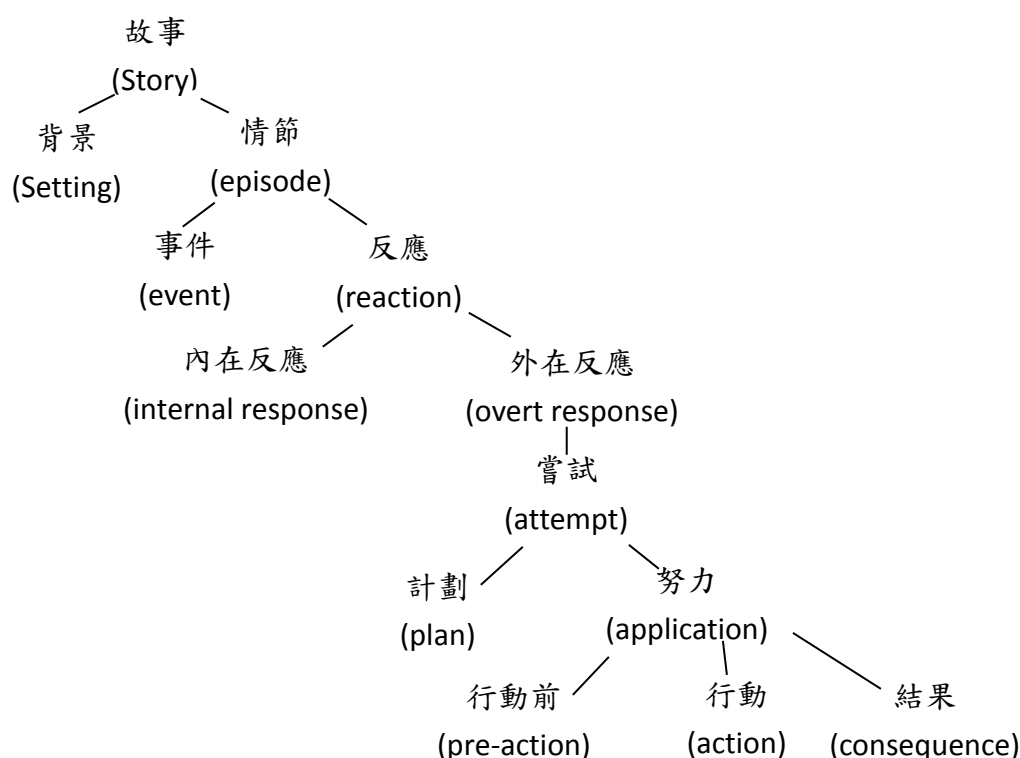 故事
(Story)
背景
(Setting)
情節
(episode)
事件
(event)
反應
(reaction)
內在反應
(internal response)
外在反應
(overt response)
嘗試
(attempt)
計劃
(plan)
努力
(application)
行動前
(pre-action)
行動
(action)
結果
(consequence)